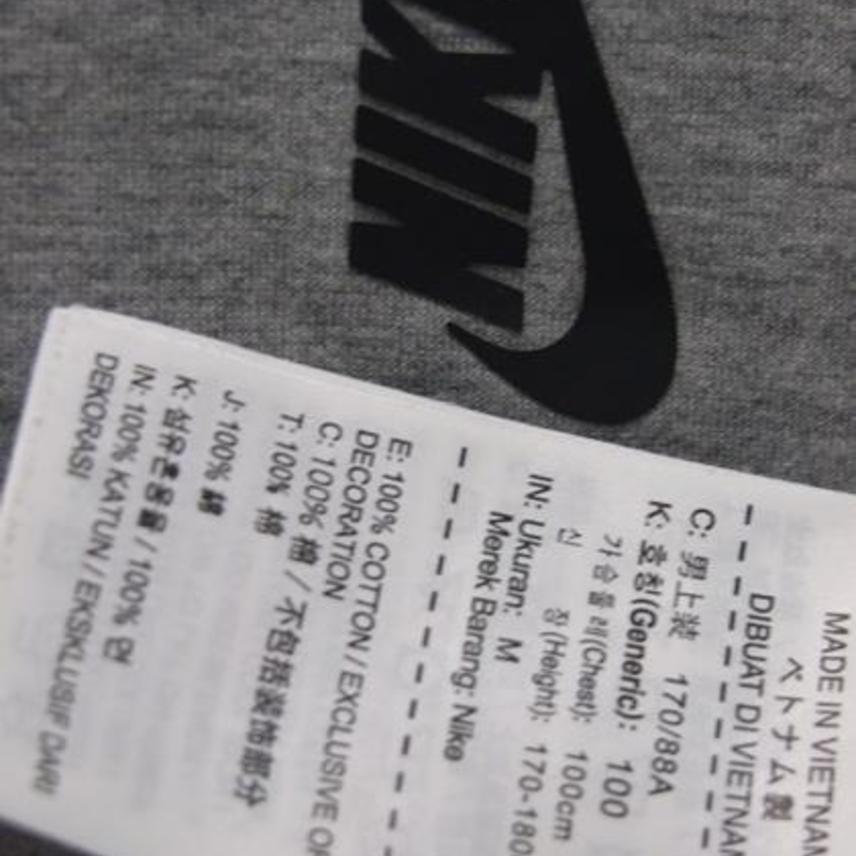 NIK
MADE IN VIETNAM
ベトナム製
DIBUAT DI VIETNAM
C: 男上装 170/88A
K: 호칭(Generic): 100
가슴둘레(Chest): 100cm
신 장(Height): 170-180
IN: Ukuran: M
Merek Barang: Nike
E: 100% COTTON / EXCLUSIVE OF
DECORATION
C: 100% 棉 / 不包括装饰部分
T: 100% 棉
J: 100% 綿
K: 섬유혼용율 / 100% 면
IN: 100% KATUN / EKSKLUSIF DARI
DEKORASI